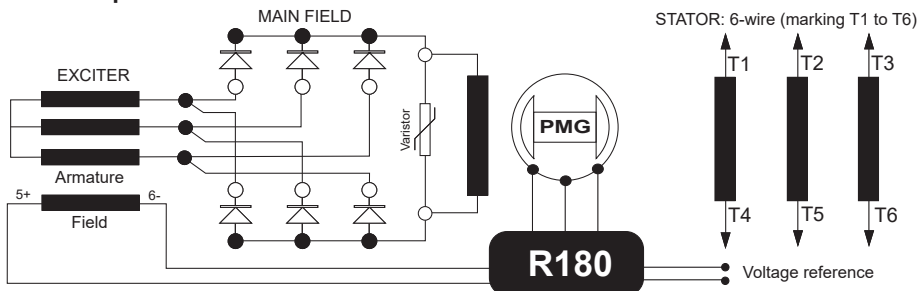 MAIN FIELD
STATOR: 6-wire (marking T1 to T6)
EXCITER
T1
T2
T3
Varistor
PMG
Armature
5+
6-
Field
T4
T5
T6
R180
Voltage reference